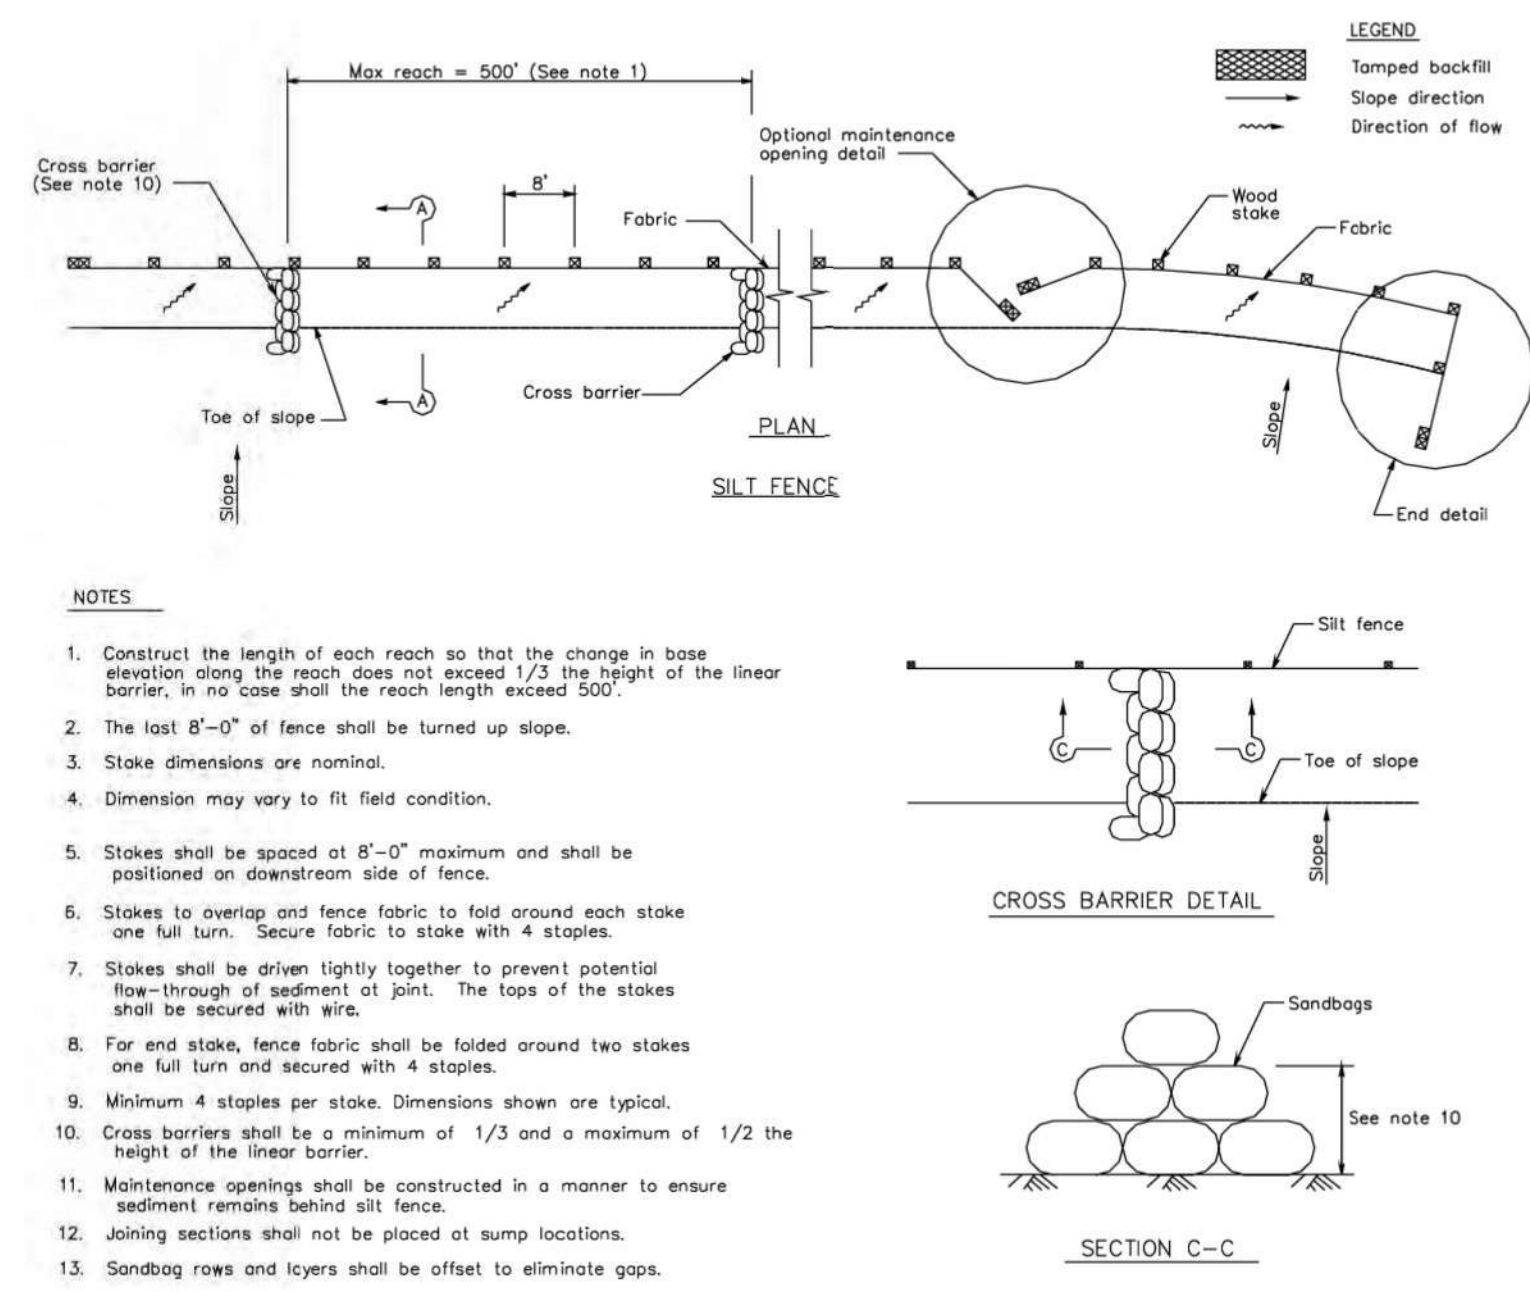 LEGEND
Tamped backfill
Slope direction
Direction of flow
Max reach = 500' (See note 1)
Optional maintenance
opening detail
Cross barrier
(See note 10)
8'
A
Fabric
Wood
stake
Fabric
Cross barrier
A
Toe of slope
PLAN
Slope
Slope
SILT FENCE
End detail
NOTES
1. Construct the length of each reach so that the change in base
elevation along the reach does not exceed 1/3 the height of the linear
barrier, in no case shall the reach length exceed 500'.
2. The last 8'-0" of fence shall be turned up slope.
3. Stake dimensions are nominal.
4. Dimension may vary to fit field condition.
5. Stakes shall be spaced at 8'-0" maximum and shall be
positioned on downstream side of fence.
6. Stakes to overlap and fence fabric to fold around each stake
one full turn. Secure fabric to stake with 4 staples.
7. Stakes shall be driven tightly together to prevent potential
flow-through of sediment at joint. The tops of the stakes
shall be secured with wire.
8. For end stake, fence fabric shall be folded around two stakes
one full turn and secured with 4 staples.
9. Minimum 4 staples per stake. Dimensions shown are typical.
10. Cross barriers shall be a minimum of 1/3 and a maximum of 1/2 the
height of the linear barrier.
11. Maintenance openings shall be constructed in a manner to ensure
sediment remains behind silt fence.
12. Joining sections shall not be placed at sump locations.
13. Sandbag rows and layers shall be offset to eliminate gaps.
Silt fence
C
C
Toe of slope
Slope
CROSS BARRIER DETAIL
Sandbags
See note 10
SECTION C-C